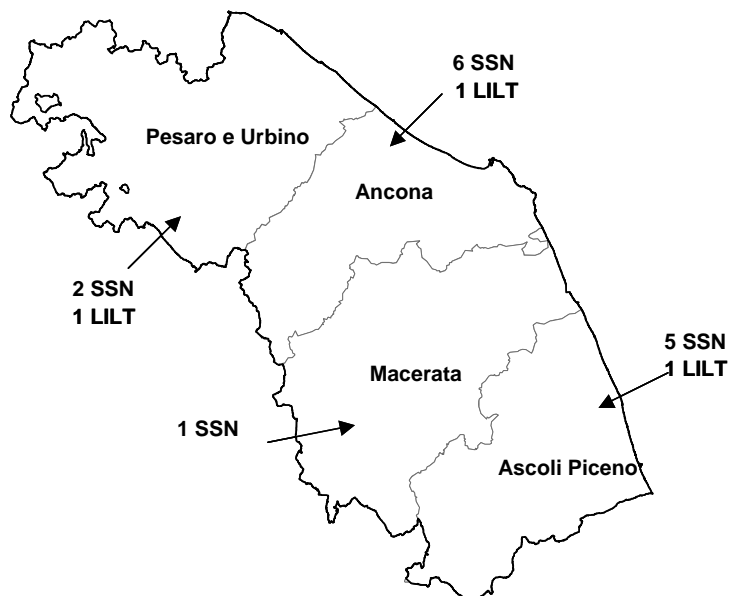 6 SSN
1 LILT
Pesaro e Urbino
Ancona
2 SSN
1 LILT
5 SSN
1 LILT
Macerata
1 SSN
Ascoli Piceno